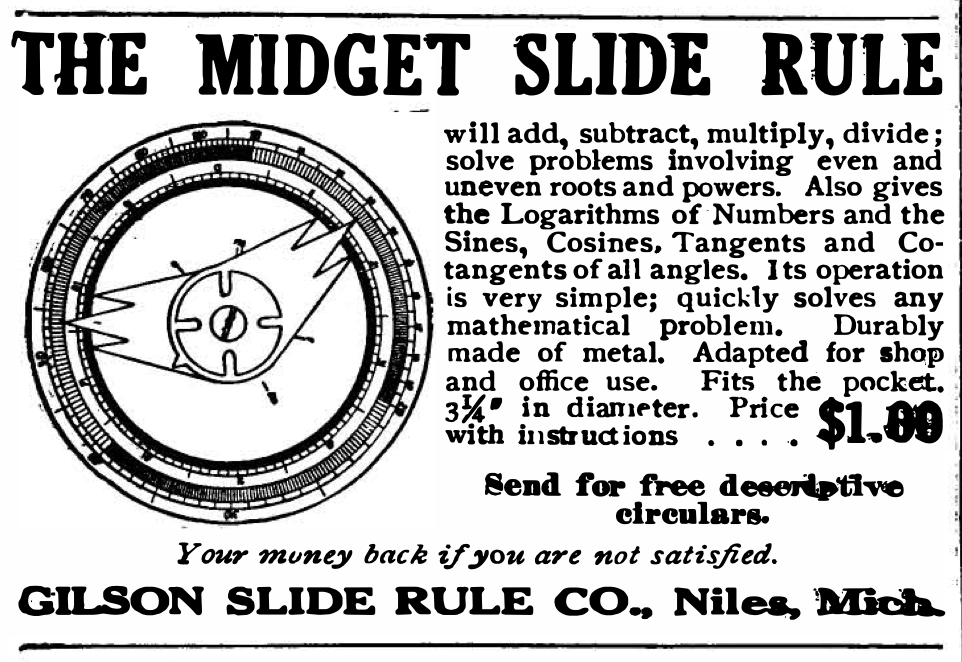 THE MIDGET SLIDE RULE
will add, subtract, multiply, divide;
solve problems involving even and
uneven roots and powers. Also gives
the Logarithms of Numbers and the
Sines, Cosines, Tangents and Co-
tangents of all angles. Its operation
is very simple; quickly solves any
mathematical problem. Durably
made of metal. Adapted for shop
and office use. Fits the pocket.
3¼" in diameter. Price $1.00
with instructions . . . .
Send for free descriptive
circulars.
Your money back if you are not satisfied.
GILSON SLIDE RULE CO., Niles, Mich.